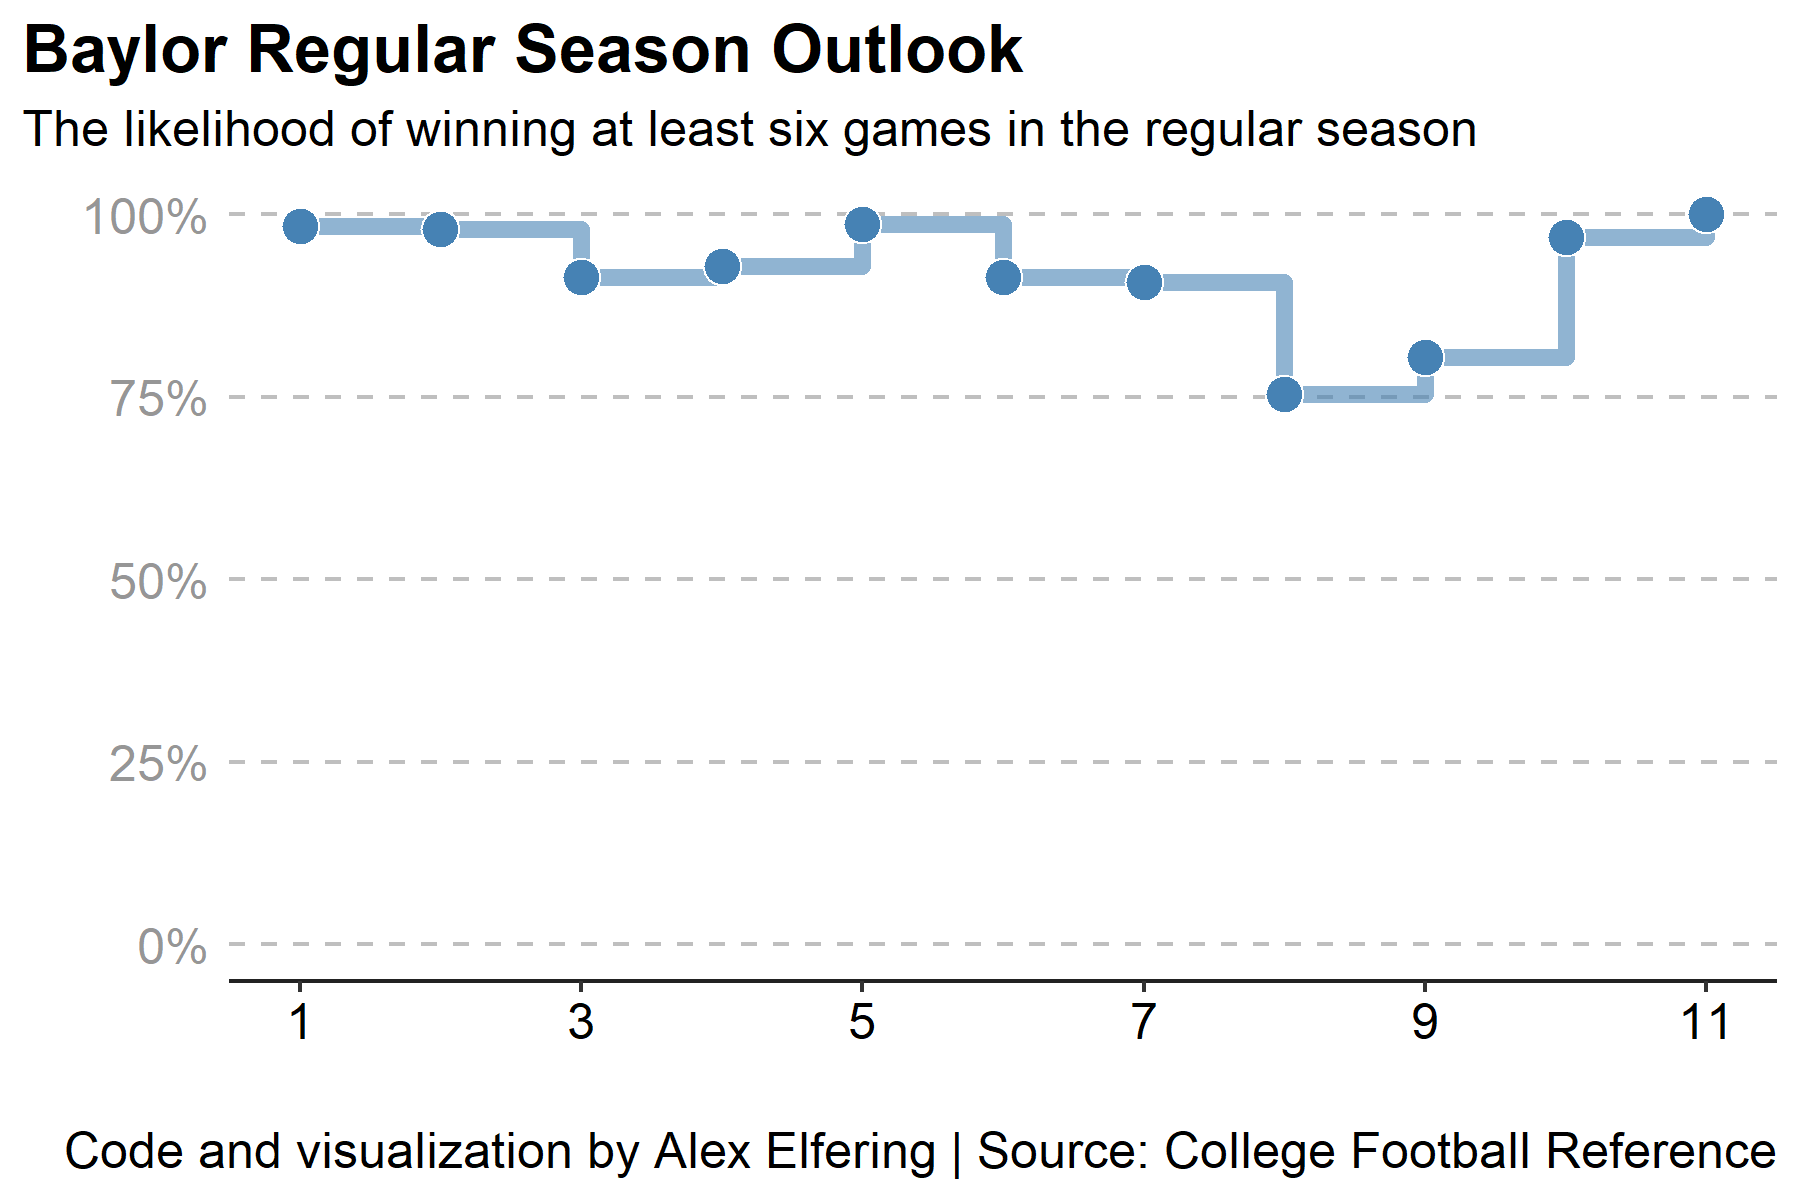 Baylor Regular Season Outlook
The likelihood of winning at least six games in the regular season
100%
75%
50%
25%
0%
1 3 5 7 9 11
Code and visualization by Alex Elfering | Source: College Football Reference